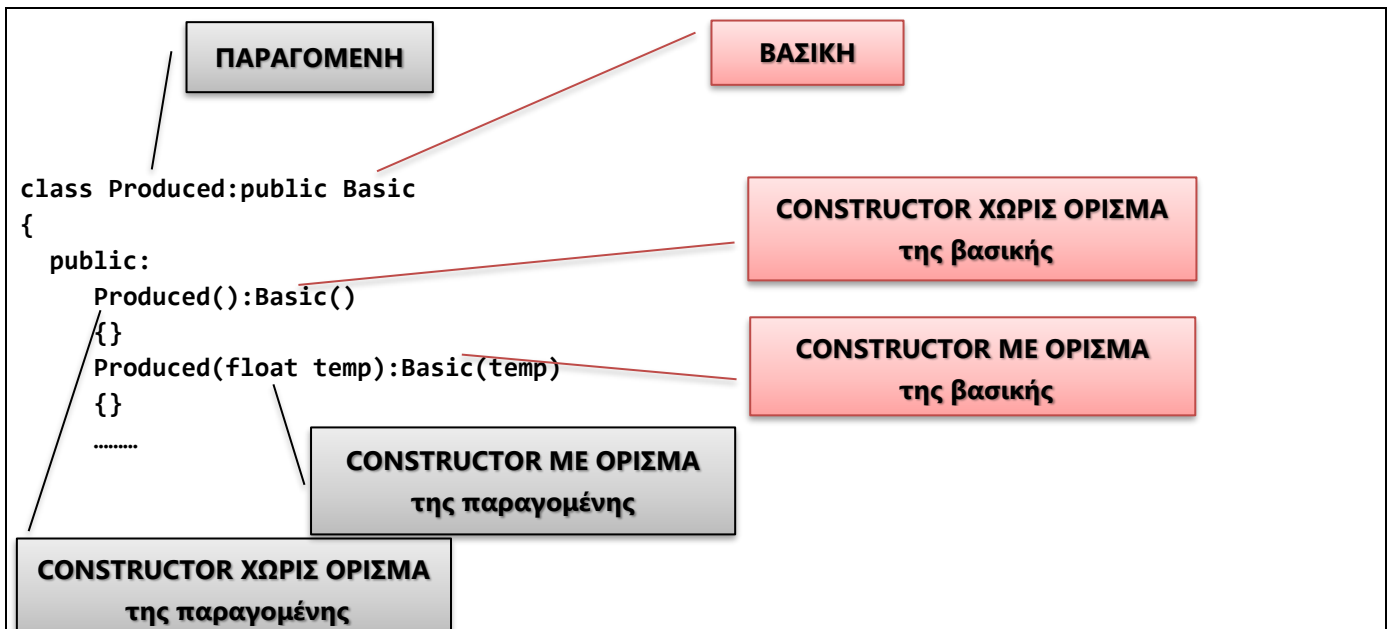 ΠΑΡΑΓΟΜΕΝΗ
ΒΑΣΙΚΗ
class Produced:public Basic
{
public:
Produced():Basic()
{}
Produced(float temp):Basic(temp)
{}
………
CONSTRUCTOR ΧΩΡΙΣ ΟΡΙΣΜΑ
της βασικής
CONSTRUCTOR ΜΕ ΟΡΙΣΜΑ
της βασικής
CONSTRUCTOR ΜΕ ΟΡΙΣΜΑ
της παραγομένης
CONSTRUCTOR ΧΩΡΙΣ ΟΡΙΣΜΑ
της παραγομένης